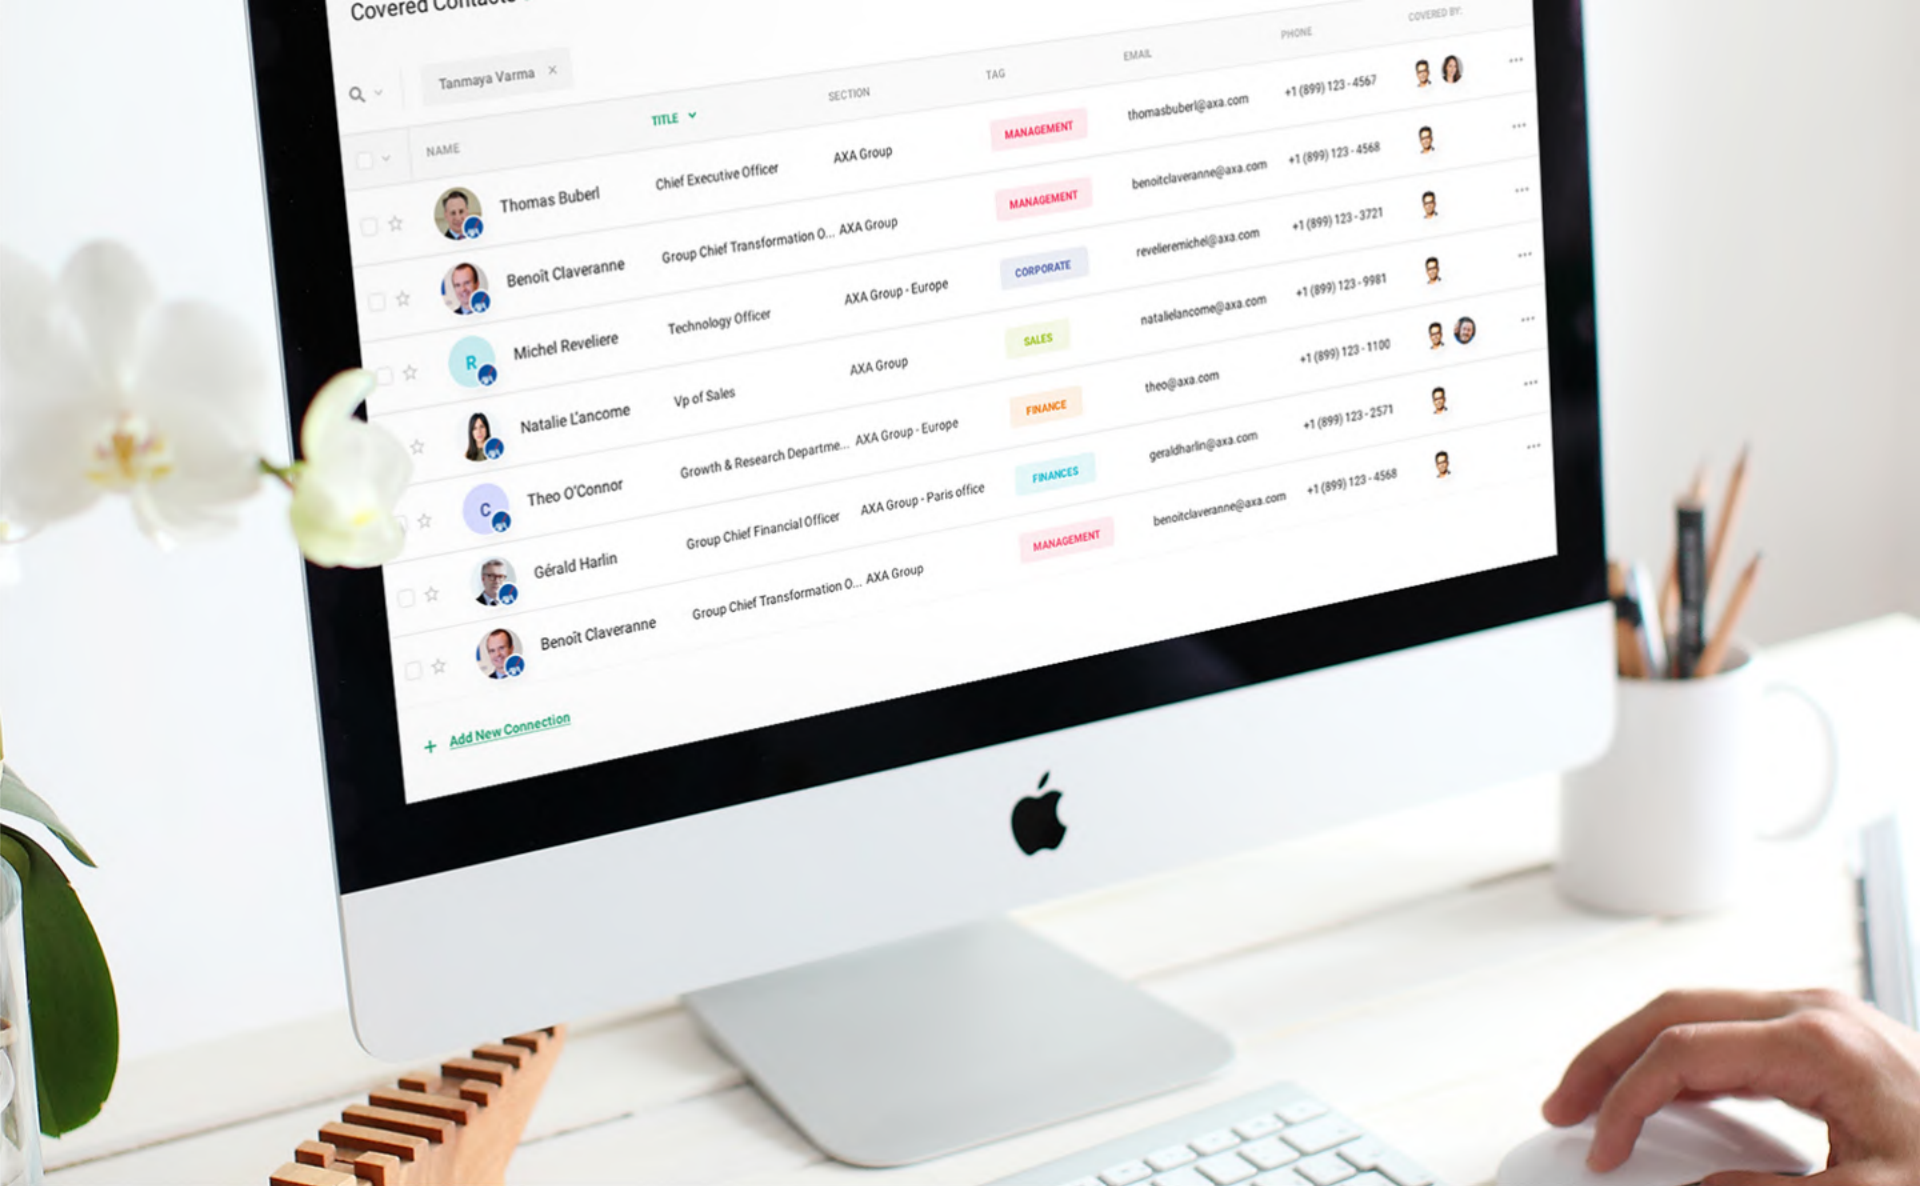 Covered Contacts
Tanmaya Varma ×
NAME TITLE SECTION TAG EMAIL PHONE COVERED BY:
Thomas Buberl Chief Executive Officer AXA Group MANAGEMENT thomasbuberl@axa.com +1 (899) 123 - 4567
Benoît Claveranne Group Chief Transformation O... AXA Group MANAGEMENT benoitclaveranne@axa.com +1 (899) 123 - 4568
R Michel Reveliere Technology Officer AXA Group - Europe CORPORATE revelieremichel@axa.com +1 (899) 123 - 3721
Natalie L'ancome Vp of Sales AXA Group SALES natalielancome@axa.com +1 (899) 123 - 9981
C Theo O'Connor Growth & Research Departme... AXA Group - Europe FINANCE theo@axa.com +1 (899) 123 - 1100
Gérald Harlin Group Chief Financial Officer AXA Group - Paris office FINANCES geraldharlin@axa.com +1 (899) 123 - 2571
Benoît Claveranne Group Chief Transformation O... AXA Group MANAGEMENT benoitclaveranne@axa.com +1 (899) 123 - 4568
+ Add New Connection